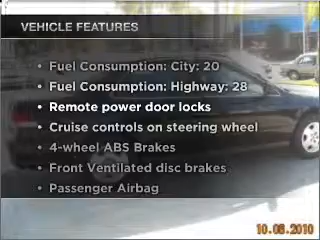 VEHICLE FEATURES
• Fuel Consumption: City: 20
• Fuel Consumption: Highway: 28
• Remote power door locks
• Cruise controls on steering wheel
• 4-wheel ABS Brakes
• Front Ventilated disc brakes
• Passenger Airbag
10.06.2010